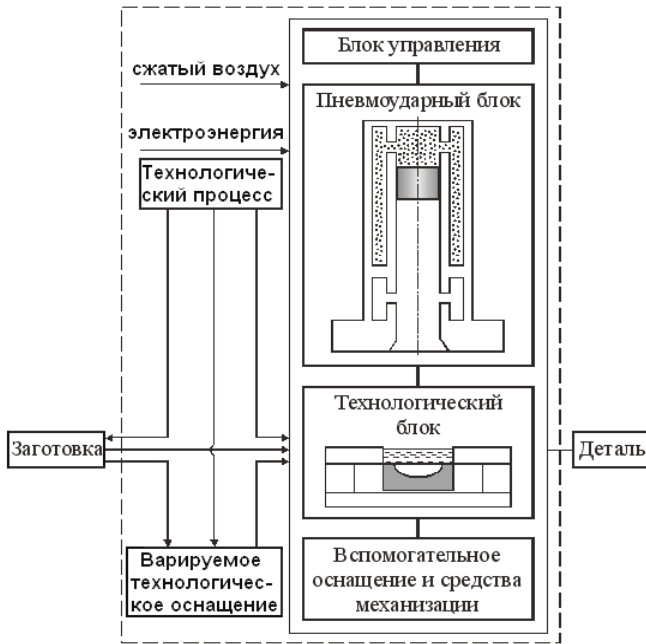 Блок управления
сжатый воздух
Пневмоударный блок
электроэнергия
Технологиче-
ский процесс
Технологический
блок
Заготовка
Деталь
Варируемое
технологичес-
кое оснащение
Вспомогательное
оснащение и средства
механизации